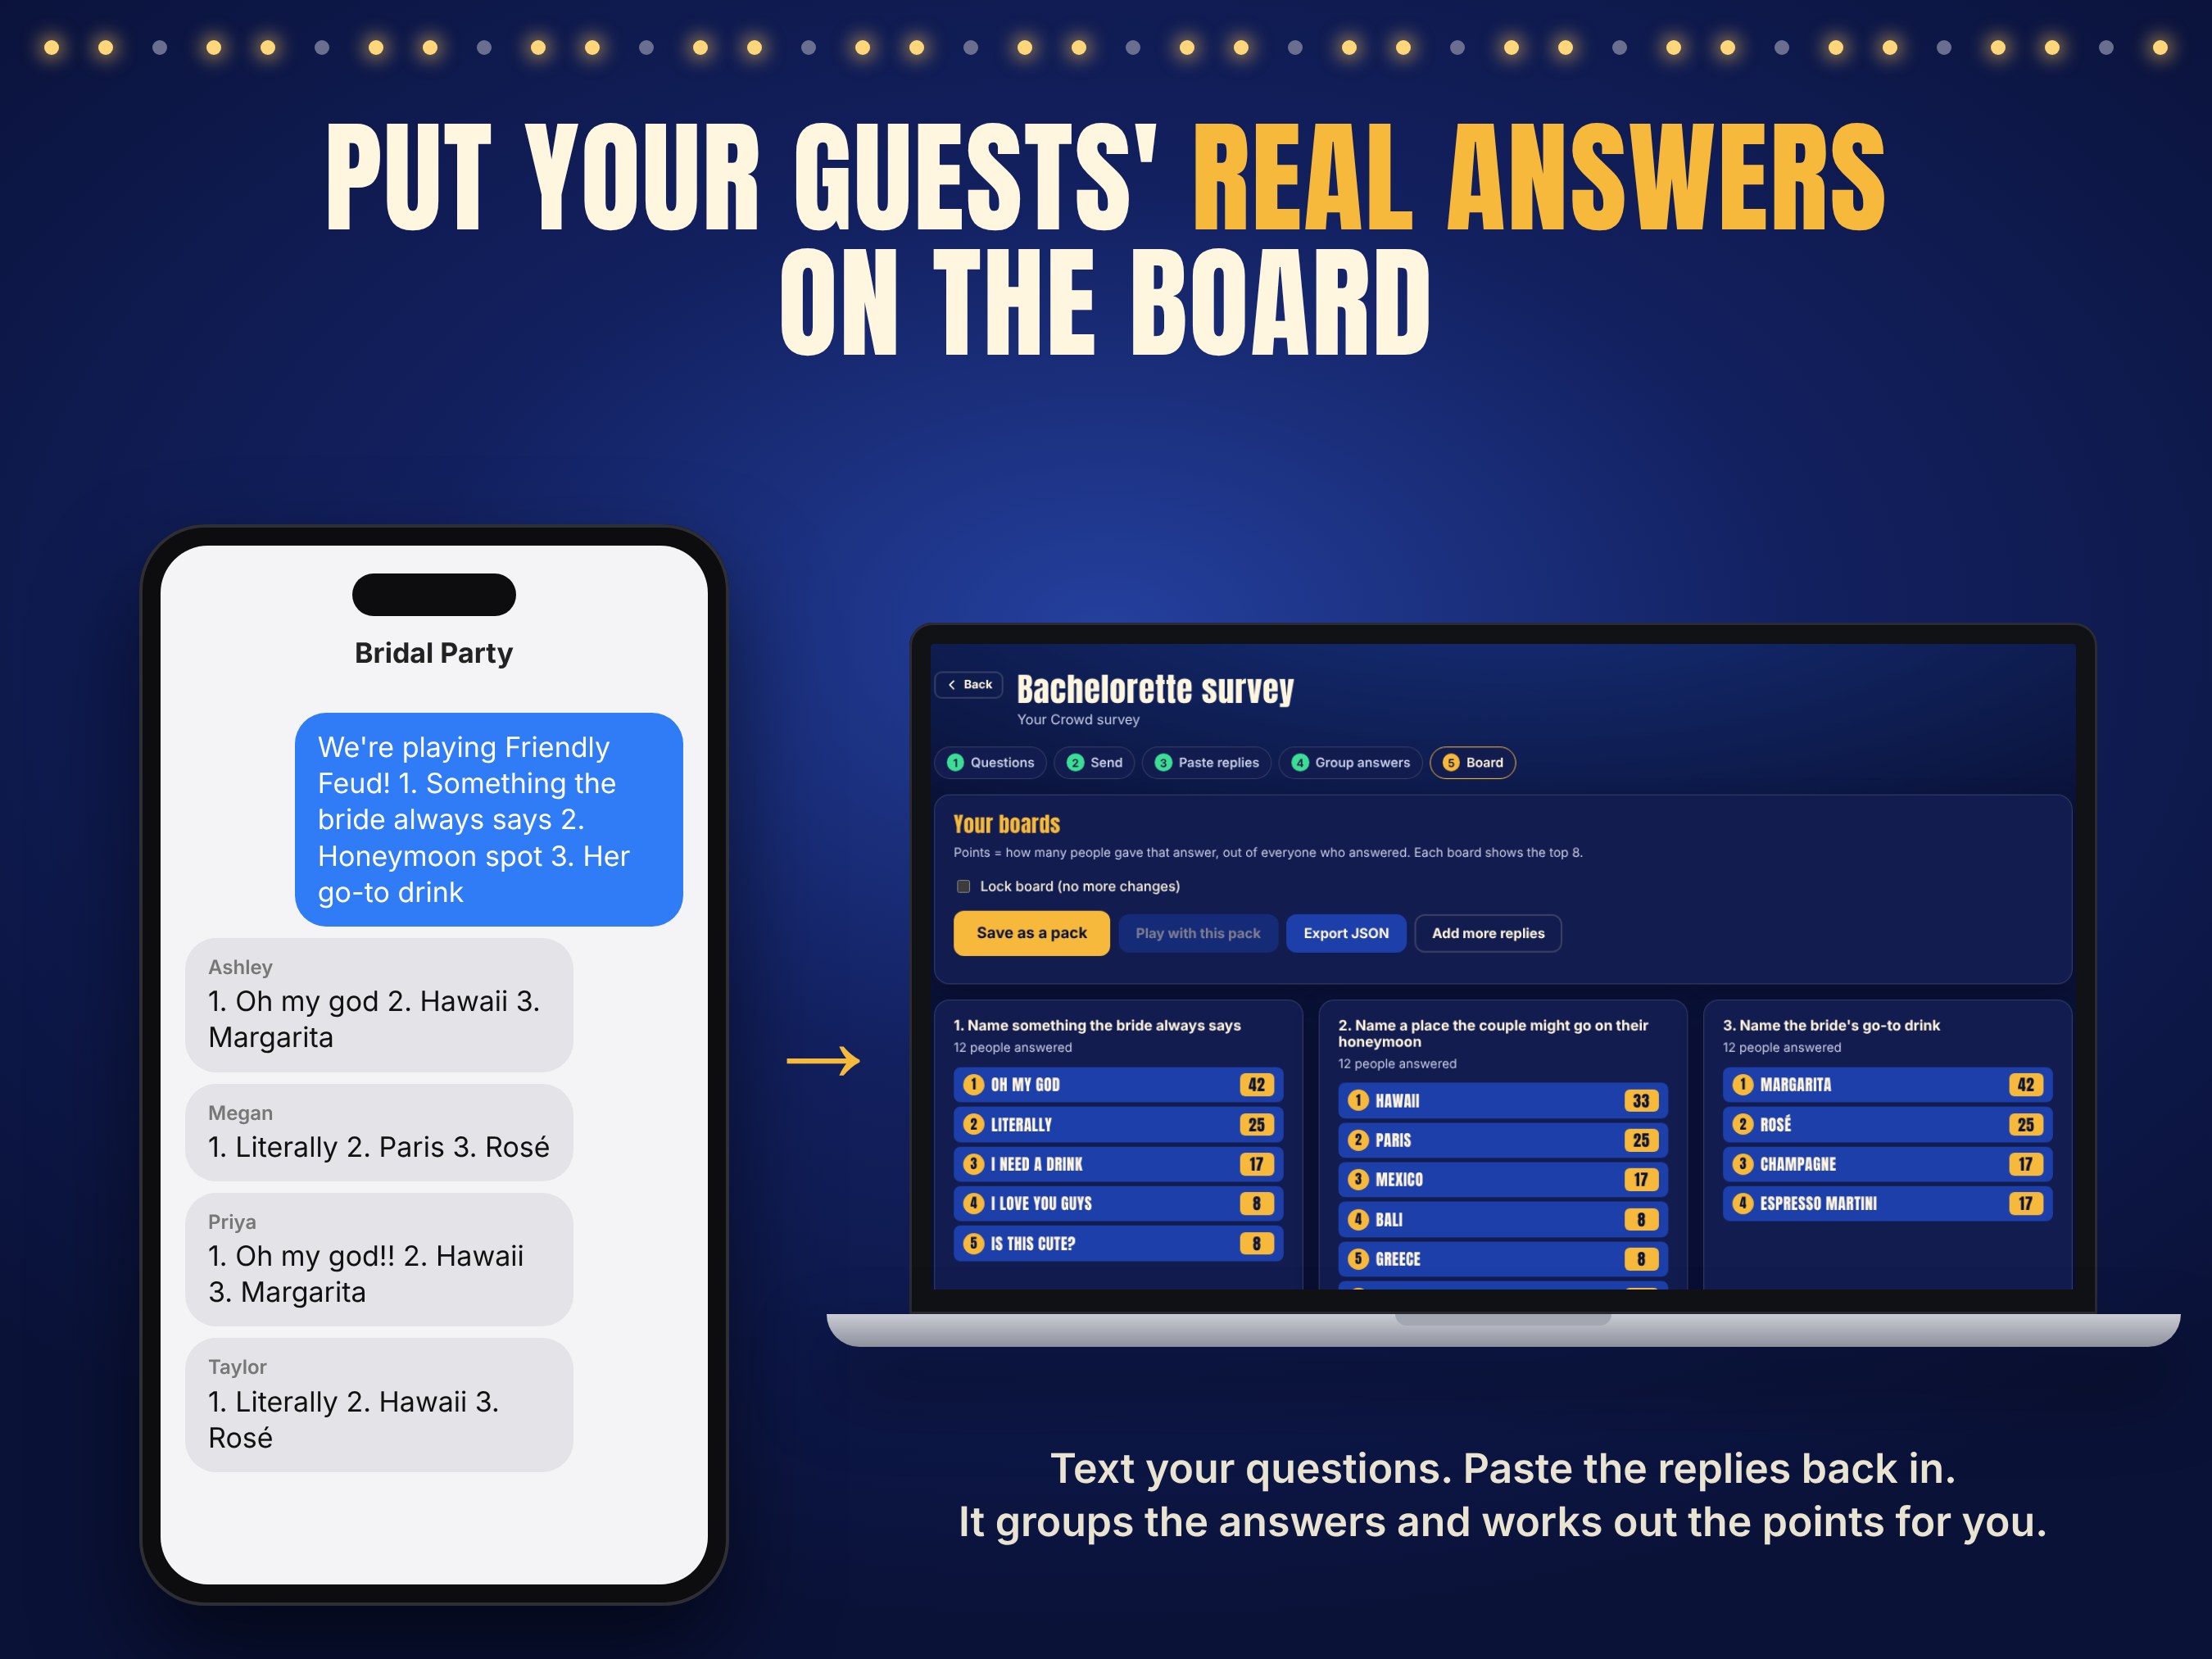 PUT YOUR GUESTS' REAL ANSWERS
ON THE BOARD
Bridal Party
We're playing Friendly
Feud! 1. Something the
bride always says 2.
Honeymoon spot 3. Her
go-to drink
Ashley
1. Oh my god 2. Hawaii 3.
Margarita
Megan
1. Literally 2. Paris 3. Rosé
Priya
1. Oh my god!! 2. Hawaii
3. Margarita
Taylor
1. Literally 2. Hawaii 3.
Rosé
→
Back
Bachelorette survey
Your Crowd survey
1 Questions
2 Send
3 Paste replies
4 Group answers
5 Board
Your boards
Points = how many people gave that answer, out of everyone who answered. Each board shows the top 8.
Lock board (no more changes)
Save as a pack
Play with this pack
Export JSON
Add more replies
1. Name something the bride always says
12 people answered
1 OH MY GOD 42
2 LITERALLY 25
3 I NEED A DRINK 17
4 I LOVE YOU GUYS 8
5 IS THIS CUTE? 8
2. Name a place the couple might go on their
honeymoon
12 people answered
1 HAWAII 33
2 PARIS 25
3 MEXICO 17
4 BALI 8
5 GREECE 8
3. Name the bride's go-to drink
12 people answered
1 MARGARITA 42
2 ROSÉ 25
3 CHAMPAGNE 17
4 ESPRESSO MARTINI 17
Text your questions. Paste the replies back in.
It groups the answers and works out the points for you.